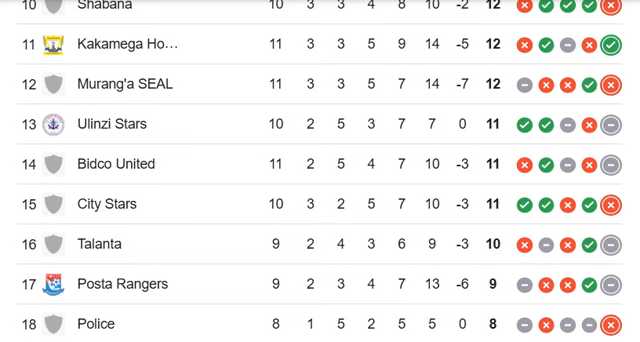 10 Shabana 10 3 3 4 8 10 -2 12
11 Kakamega Ho... 11 3 3 5 9 14 -5 12
12 Murang'a SEAL 11 3 3 5 7 14 -7 12
13 Ulinzi Stars 10 2 5 3 7 7 0 11
14 Bidco United 11 2 5 4 7 10 -3 11
15 City Stars 10 3 2 5 7 10 -3 11
16 Talanta 9 2 4 3 6 9 -3 10
17 Posta Rangers 9 2 3 4 7 13 -6 9
18 Police 8 1 5 2 5 5 0 8